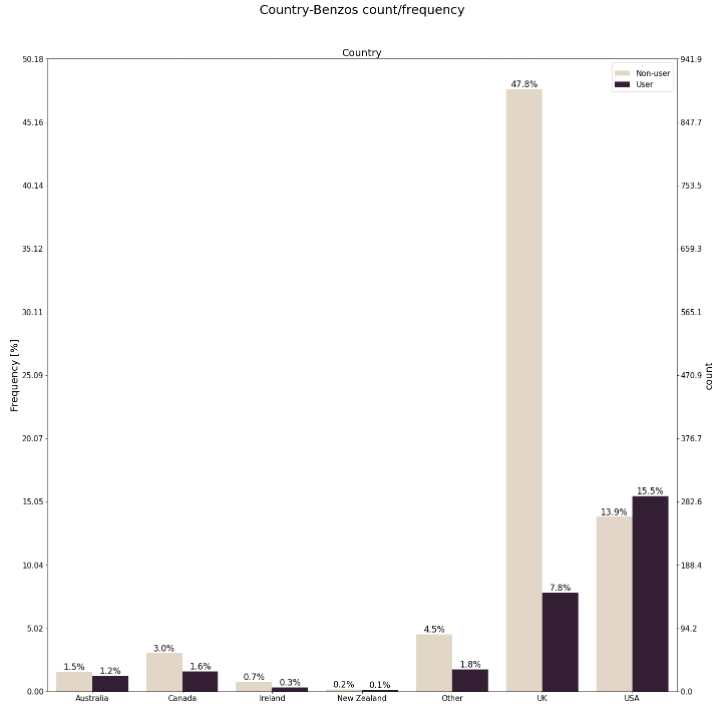 Country-Benzos count/frequency
Country
50.18
45.16
40.14
35.12
30.11
25.09
20.07
15.05
10.04
5.02
0.00
Frequency [%]
941.9
847.7
753.5
659.3
565.1
470.9
376.7
282.6
188.4
94.2
0.0
count
Non-user
User
1.5%
1.2%
3.0%
1.6%
0.7%
0.3%
0.2%
0.1%
4.5%
1.8%
47.8%
7.8%
13.9%
15.5%
Australia
Canada
Ireland
New Zealand
Other
UK
USA